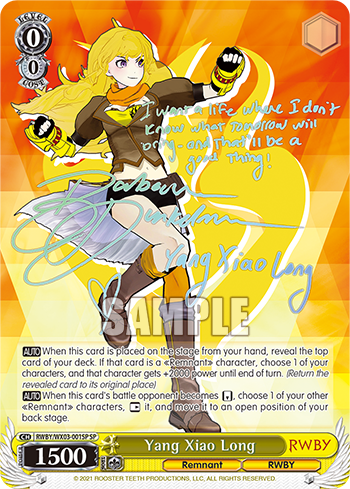 LEVEL
0
0
COST
I want a life where I don't
know what tomorrow will
bring-and that'll be a
good thing!
Barbara
Dunkelman
Yang Xiao Long
SAMPLE
AUTO When this card is placed on the stage from your hand, reveal the top
card of your deck. If that card is a «Remnant» character, choose 1 of your
characters, and that character gets +2000 power until end of turn. (Return the
revealed card to its original place)
AUTO When this card's battle opponent becomes, choose 1 of your other
«Remnant» characters, it, and move it to an open position of your
back stage.
CH RWBY/WX03-001SP SP
Yang Xiao Long
RWBY
1500
Remnant
RWBY
© 2021 ROOSTER TEETH PRODUCTIONS, LLC, ALL RIGHTS RESERVED.